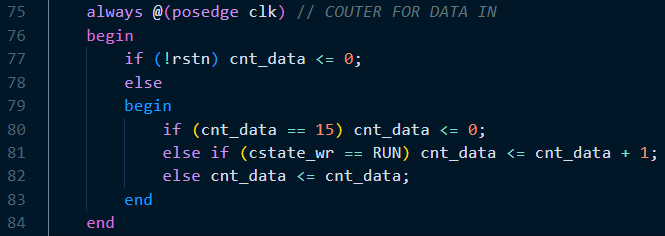 75 always @(posedge clk) // COUTER FOR DATA IN
76 begin
77 if (!rstn) cnt_data <= 0;
78 else
79 begin
80 if (cnt_data == 15) cnt_data <= 0;
81 else if (cstate_wr == RUN) cnt_data <= cnt_data + 1;
82 else cnt_data <= cnt_data;
83 end
84 end